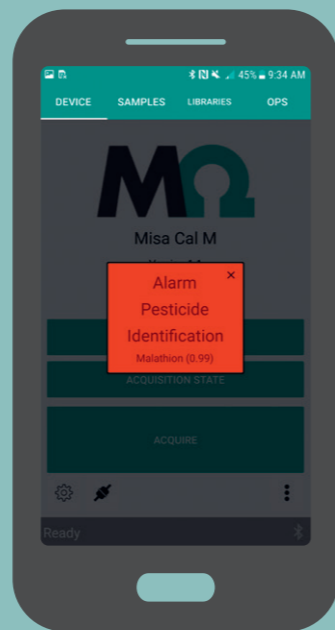 45% 9:34 AM
DEVICE SAMPLES LIBRARIES OPS
MΩ
Misa Cal M
Alarm ×
Pesticide
Identification
Malathion (0.99)
ACQUISITION STATE
ACQUIRE
Ready